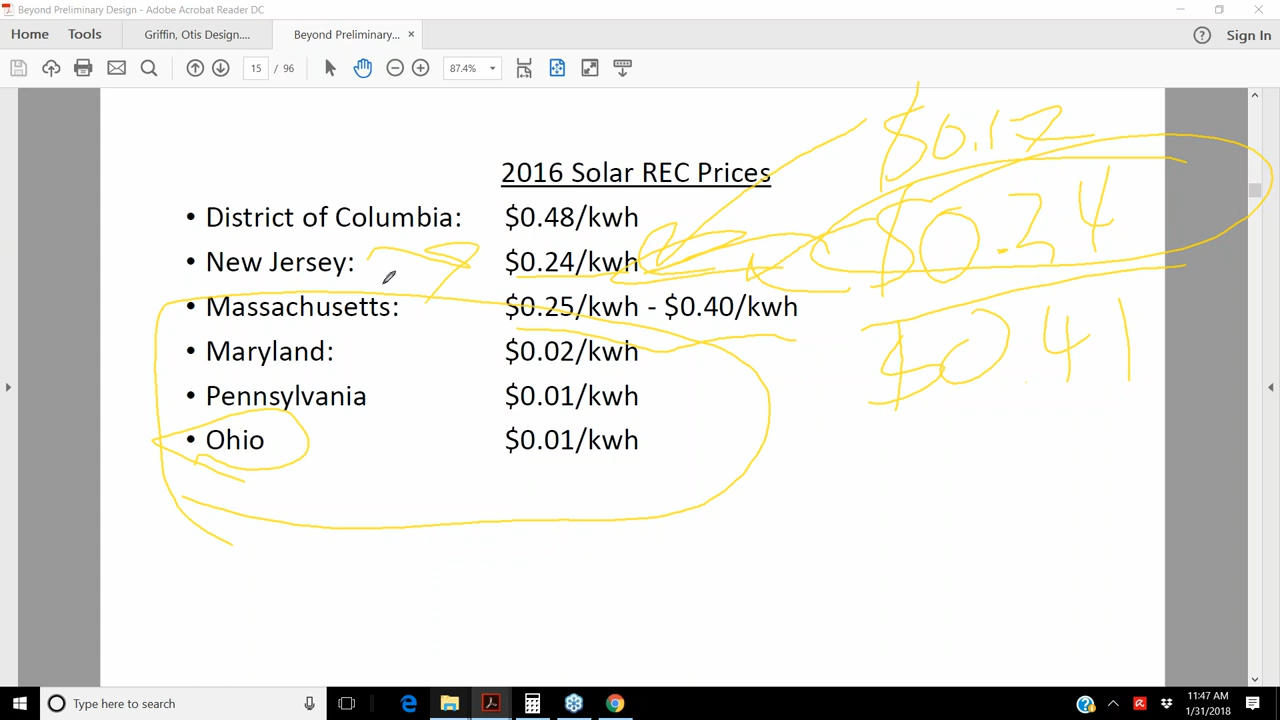 Beyond Preliminary Design - Adobe Acrobat Reader DC
Home Tools Griffin, Otis Design.... Beyond Preliminary... × Sign In
15 / 96 87.4%
2016 Solar REC Prices
• District of Columbia: $0.48/kwh
• New Jersey: $0.24/kwh
• Massachusetts: $0.25/kwh - $0.40/kwh
• Maryland: $0.02/kwh
• Pennsylvania $0.01/kwh
• Ohio $0.01/kwh
$0.17
$0.24
$0.41
Type here to search
11:47 AM
1/31/2018